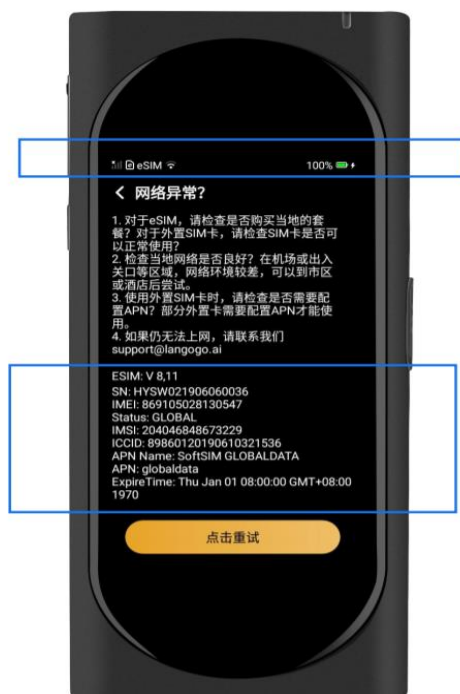 eSIM 100%
网络异常？
1. 对于eSIM，请检查是否购买当地的套
餐？对于外置SIM卡，请检查SIM卡是否可
以正常使用？
2. 检查当地网络是否良好？在机场或出入
关口等区域，网络环境较差，可以到市区
或酒店后尝试。
3. 使用外置SIM卡时，请检查是否需要配
置APN？部分外置卡需要配置APN才能使
用。
4. 如果仍无法上网，请联系我们
support@langogo.ai
ESIM: V 8,11
SN: HYSW021906060036
IMEI: 869105028130547
Status: GLOBAL
IMSI: 204046848673229
ICCID: 89860120190610321536
APN Name: SoftSIM GLOBALDATA
APN: globaldata
ExpireTime: Thu Jan 01 08:00:00 GMT+08:00
1970
点击重试